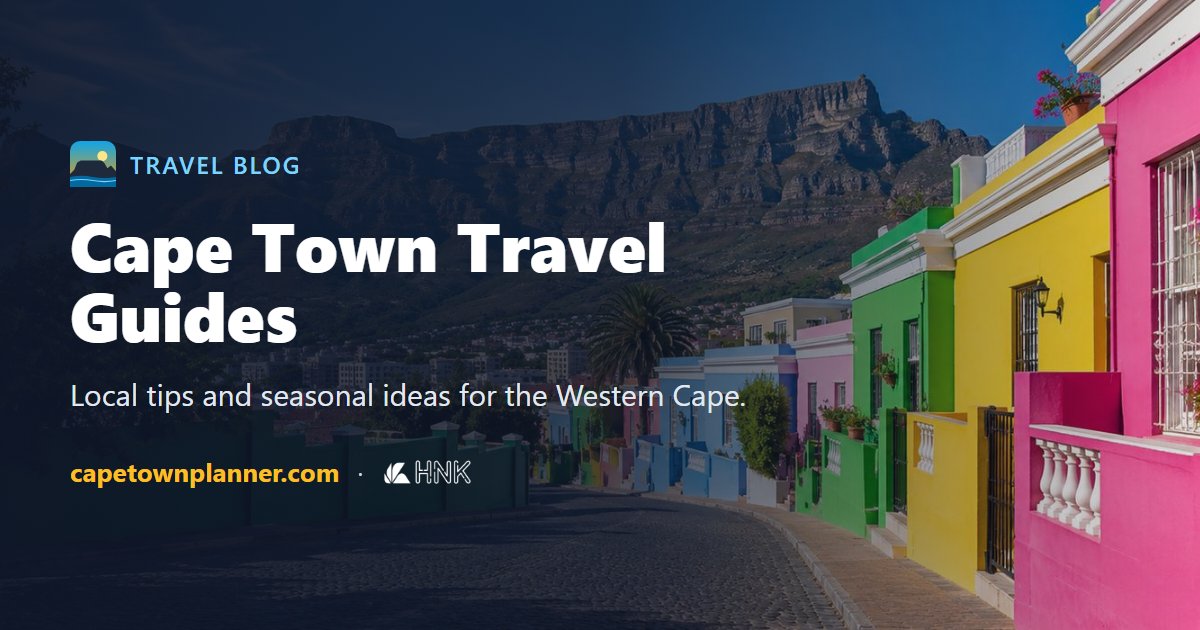 TRAVEL BLOG
Cape Town Travel
Guides
Local tips and seasonal ideas for the Western Cape.
capetownplanner.com · HNK